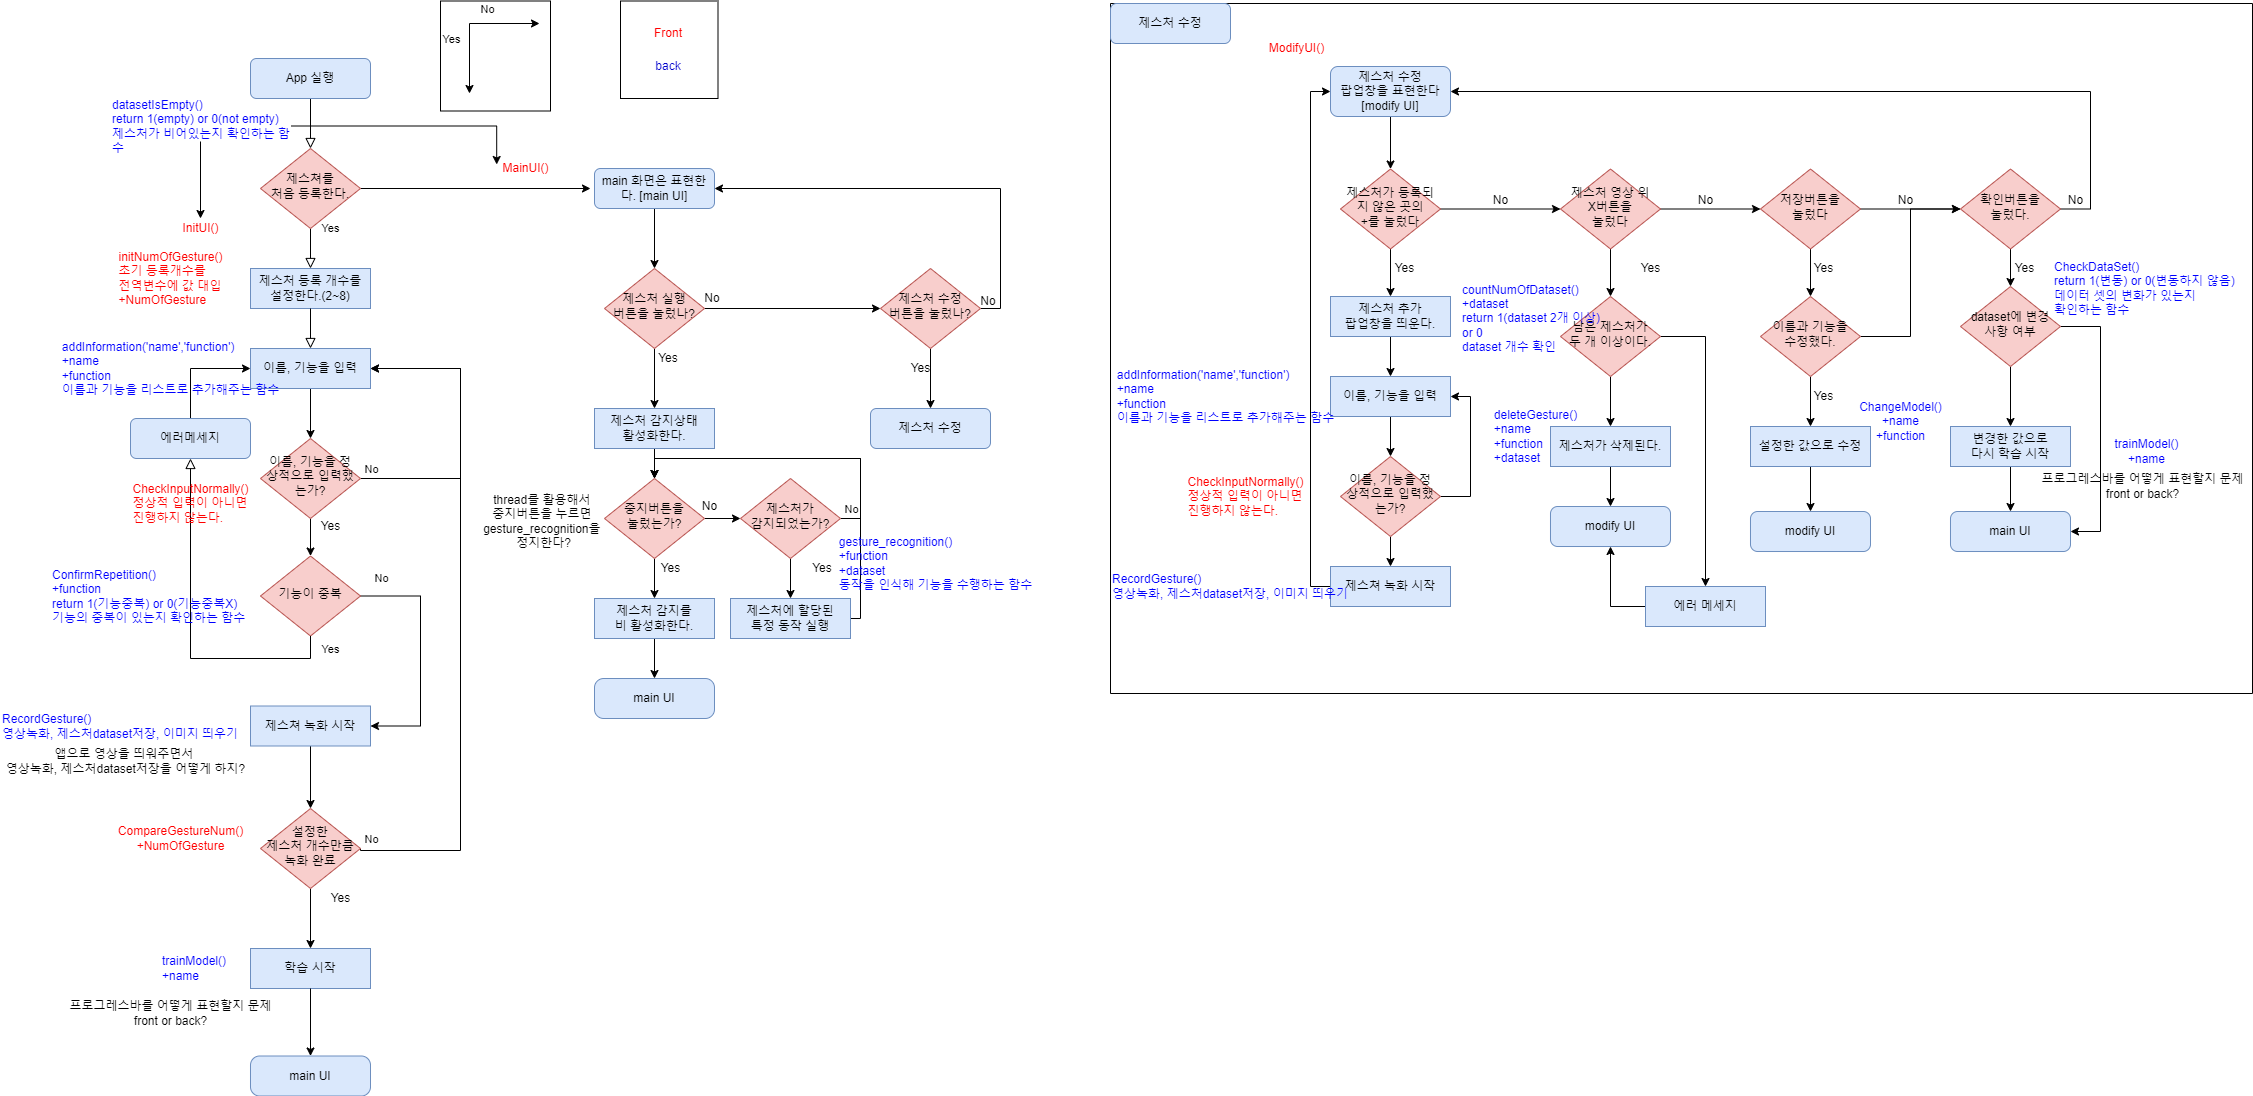 No
Yes
Front
back
App 실행
datasetIsEmpty()
return 1(empty) or 0(not empty)
제스처가 비어있는지 확인하는 함
수
제스쳐를
처음 등록한다.
Yes
InitUI()
MainUI()
initNumOfGesture()
초기 등록개수를
전역변수에 값 대입
+NumOfGesture
제스처 등록 개수를
설정한다.(2~8)
addInformation('name','function')
+name
+function
이름과 기능을 리스트로 추가해주는 함수
이름, 기능을 입력
에러메세지
이름, 기능을 정
상적으로 입력했
는가?
No
Yes
CheckInputNormally()
정상적 입력이 아니면
진행하지 않는다.
ConfirmRepetition()
+function
return 1(기능중복) or 0(기능중복X)
기능의 중복이 있는지 확인하는 함수
기능이 중복
No
Yes
RecordGesture()
영상녹화, 제스처dataset저장, 이미지 띄우기
앱으로 영상을 띄워주면서
영상녹화, 제스처dataset저장을 어떻게 하지?
제스쳐 녹화 시작
CompareGestureNum()
+NumOfGesture
설정한
제스처 개수만큼
녹화 완료
No
Yes
trainModel()
+name
학습 시작
프로그레스바를 어떻게 표현할지 문제
front or back?
main UI
main 화면은 표현한
다. [main UI]
제스처 실행
버튼을 눌렀나?
No
Yes
제스처 수정
버튼을 눌렀나?
No
Yes
제스처 감지상태
활성화한다.
제스처 수정
thread를 활용해서
중지버튼을 누르면
gesture_recognition을
정지한다?
중지버튼을
눌렀는가?
No
Yes
제스처가
감지되었는가?
No
Yes
gesture_recognition()
+function
+dataset
동작을 인식해 기능을 수행하는 함수
제스처 감지를
비 활성화한다.
제스처에 할당된
특정 동작 실행
main UI
제스처 수정
ModifyUI()
제스처 수정
팝업창을 표현한다
[modify UI]
제스처가 등록되
지 않은 곳의
+를 눌렀다
No
Yes
제스처 영상 위
X버튼을
눌렀다
No
Yes
저장버튼을
눌렀다
No
Yes
확인버튼을
눌렀다.
No
Yes
제스처 추가
팝업창을 띄운다.
countNumOfDataset()
+dataset
return 1(dataset 2개 이상)
or 0
dataset 개수 확인
남은 제스처가
두 개 이상이다
이름과 기능을
수정했다.
Yes
CheckDataSet()
return 1(변동) or 0(변동하지 않음)
데이터 셋의 변화가 있는지
확인하는 함수
dataset에 변경
사항 여부
addInformation('name','function')
+name
+function
이름과 기능을 리스트로 추가해주는 함수
이름, 기능을 입력
deleteGesture()
+name
+function
+dataset
제스처가 삭제된다.
설정한 값으로 수정
ChangeModel()
+name
+function
변경한 값으로
다시 학습 시작
trainModel()
+name
프로그레스바를 어떻게 표현할지 문제
front or back?
CheckInputNormally()
정상적 입력이 아니면
진행하지 않는다.
이름, 기능을 정
상적으로 입력했
는가?
modify UI
modify UI
main UI
RecordGesture()
영상녹화, 제스처dataset저장, 이미지 띄우기
제스쳐 녹화 시작
에러 메세지